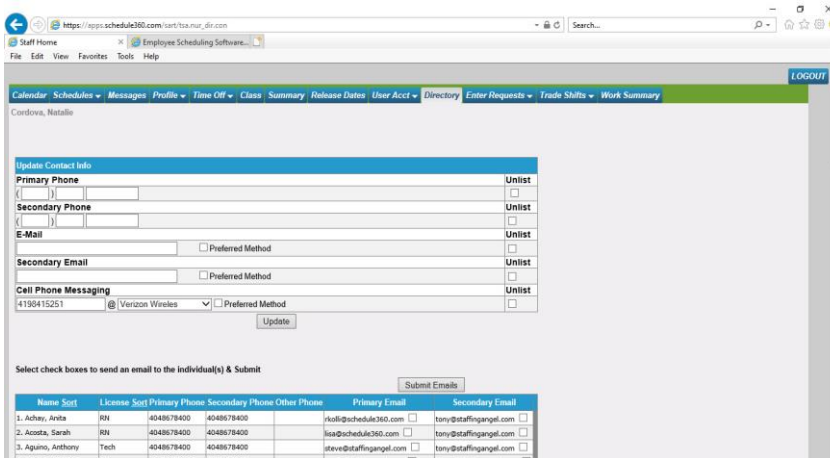 https://apps.schedule360.com/sart/tsa.nur_dir.con
Search...
Staff Home
Employee Scheduling Software...
File Edit View Favorites Tools Help
LOGOUT
Calendar Schedules Messages Profile Time Off Class Summary Release Dates User Acct Directory Enter Requests Trade Shifts Work Summary
Cordova, Natalie
Update Contact Info
Primary Phone Unlist
( )
Secondary Phone Unlist
( )
E-Mail Unlist
Preferred Method
Secondary Email Unlist
Preferred Method
Cell Phone Messaging Unlist
4198415251 @ Verizon Wireles Preferred Method
Update
Select check boxes to send an email to the individual(s) & Submit
Submit Emails
Name Sort License Sort Primary Phone Secondary Phone Other Phone Primary Email Secondary Email
1. Achay, Anita RN 4048678400 4048678400 rkolli@schedule360.com tony@staffingangel.com
2. Acosta, Sarah RN 4048678400 4048678400 lisa@schedule360.com tony@staffingangel.com
3. Aguino, Anthony Tech 4048678400 4048678400 steve@staffingangel.com tony@staffingangel.com